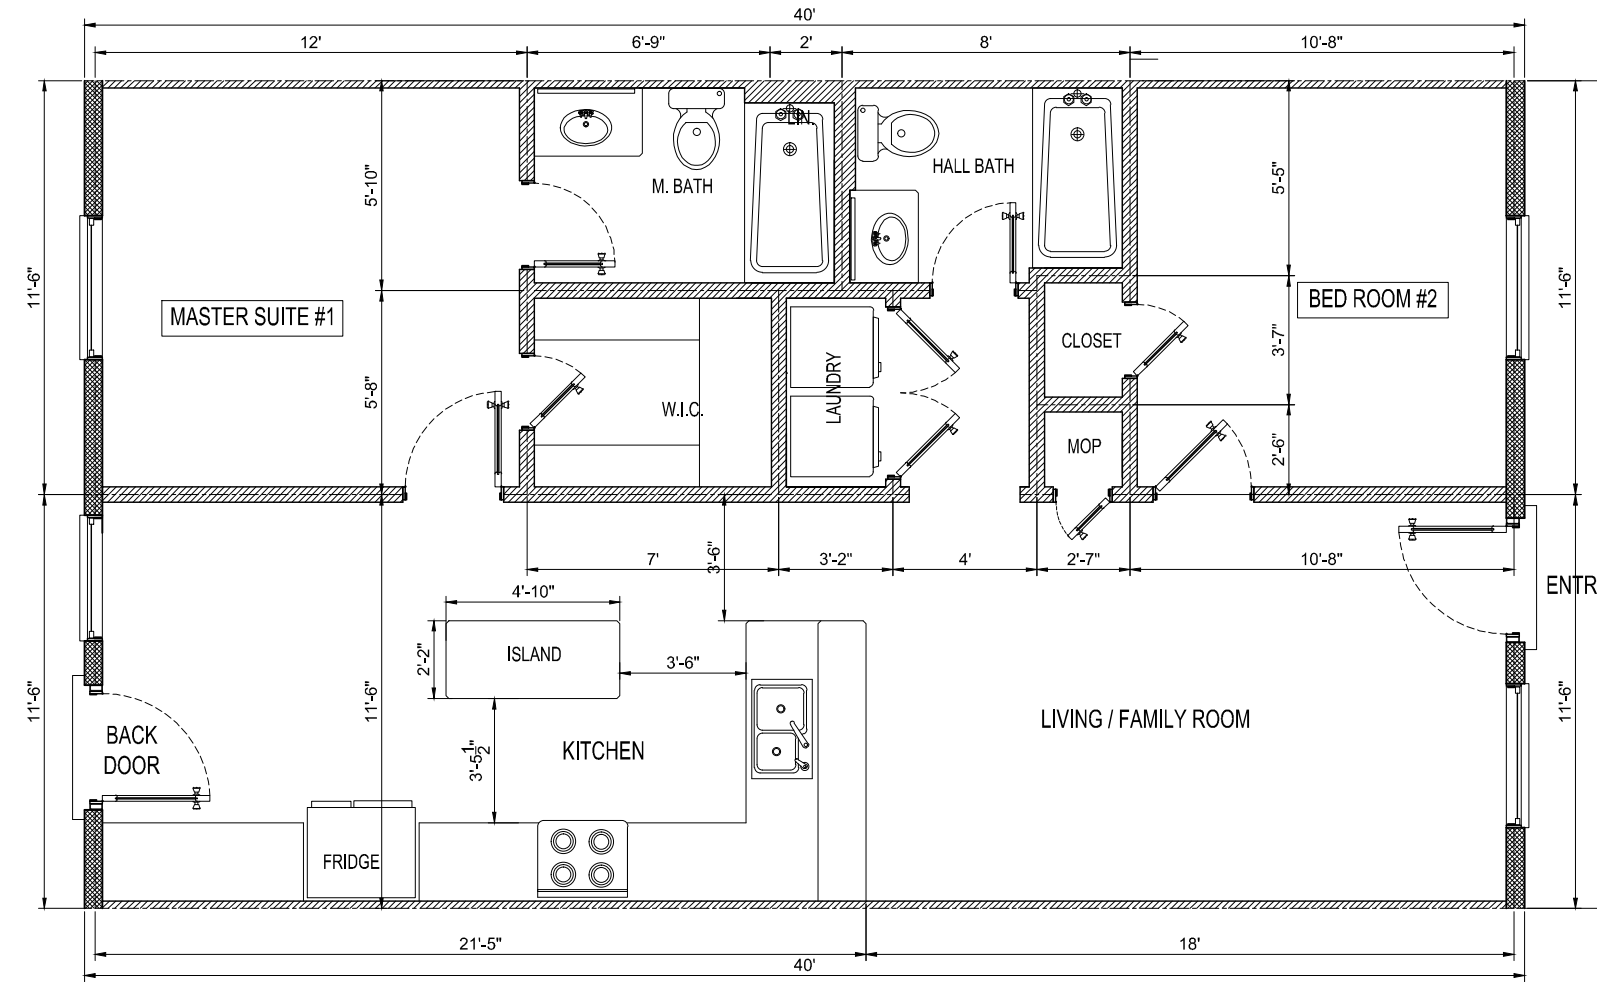 40'
12'
6'-9"
2'
8'
10'-8"
11'-6"
5'-10"
LIN.
M. BATH
HALL BATH
5'-5"
11'-6"
MASTER SUITE #1
BED ROOM #2
CLOSET
3'-7"
5'-8"
W.I.C.
LAUNDRY
MOP
2'-6"
3'-6"
7'
3'-2"
4'
2'-7"
10'-8"
ENTR
4'-10"
2'-2"
ISLAND
3'-6"
11'-6"
11'-6"
11'-6"
BACK
DOOR
3'-5 1/2"
KITCHEN
LIVING / FAMILY ROOM
FRIDGE
21'-5"
18'
40'